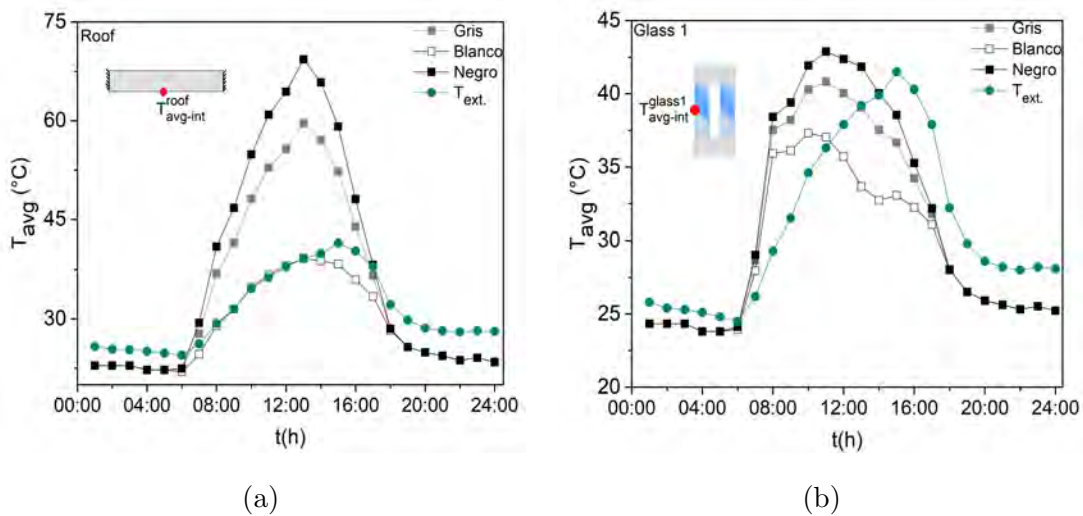 Roof
Gris
Blanco
Negro
T_ext.
T^roof_avg-int
T_avg (°C)
75
60
45
30
00:00 04:00 08:00 12:00 16:00 20:00 24:00
t(h)
(a)
Glass 1
Gris
Blanco
Negro
T_ext.
T^glass1_avg-int
T_avg (°C)
45
40
35
30
25
20
00:00 04:00 08:00 12:00 16:00 20:00 24:00
t(h)
(b)